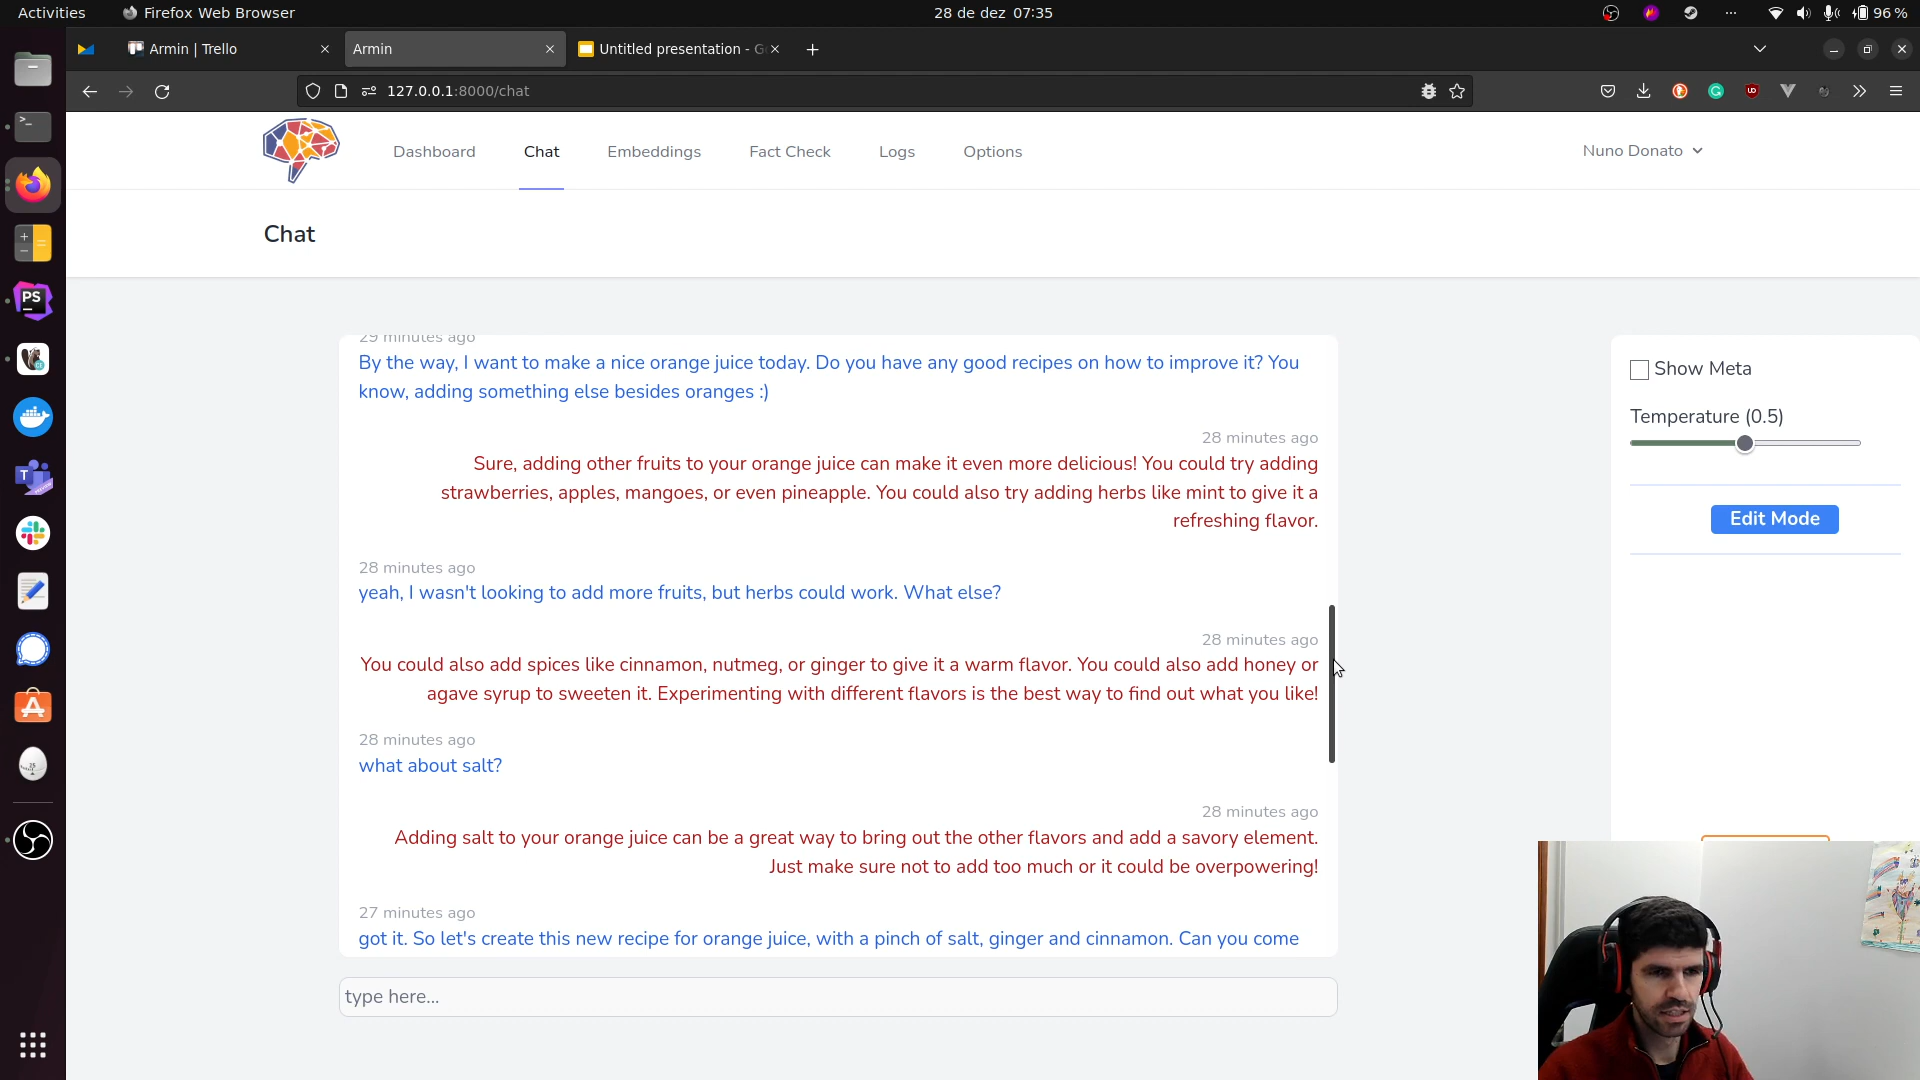 Activities
Firefox Web Browser
28 de dez 07:35
96 %
Armin | Trello
Armin
Untitled presentation - G
127.0.0.1:8000/chat
Dashboard
Chat
Embeddings
Fact Check
Logs
Options
Nuno Donato
Chat
29 minutes ago
By the way, I want to make a nice orange juice today. Do you have any good recipes on how to improve it? You
know, adding something else besides oranges :)
28 minutes ago
Sure, adding other fruits to your orange juice can make it even more delicious! You could try adding
strawberries, apples, mangoes, or even pineapple. You could also try adding herbs like mint to give it a
refreshing flavor.
28 minutes ago
yeah, I wasn't looking to add more fruits, but herbs could work. What else?
28 minutes ago
You could also add spices like cinnamon, nutmeg, or ginger to give it a warm flavor. You could also add honey or
agave syrup to sweeten it. Experimenting with different flavors is the best way to find out what you like!
28 minutes ago
what about salt?
28 minutes ago
Adding salt to your orange juice can be a great way to bring out the other flavors and add a savory element.
Just make sure not to add too much or it could be overpowering!
27 minutes ago
got it. So let's create this new recipe for orange juice, with a pinch of salt, ginger and cinnamon. Can you come
type here...
Show Meta
Temperature (0.5)
Edit Mode
PS
T